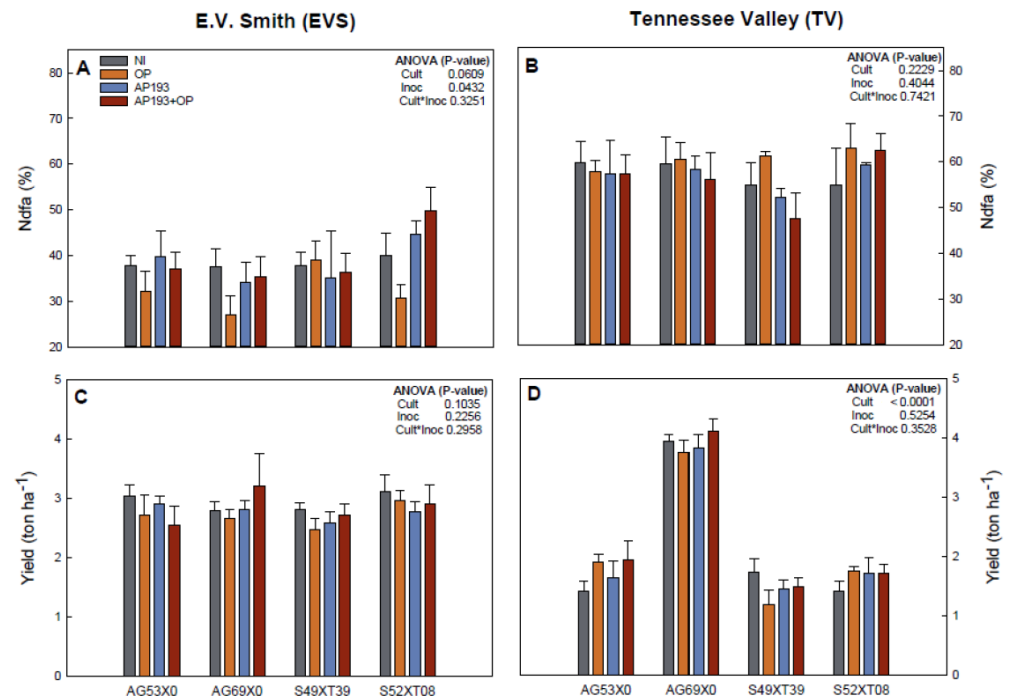 E.V. Smith (EVS)
Tennessee Valley (TV)
A
NI
OP
AP193
AP193+OP
ANOVA (P-value)
Cult 0.0609
Inoc 0.0432
Cult*Inoc 0.3251
Ndfa (%)
80
70
60
50
40
30
20
B
ANOVA (P-value)
Cult 0.2229
Inoc 0.4044
Cult*Inoc 0.7421
80
70
60
50
40
30
20
Ndfa (%)
C
ANOVA (P-value)
Cult 0.1035
Inoc 0.2256
Cult*Inoc 0.2958
Yield (ton ha⁻¹)
5
4
3
2
1
0
AG53X0 AG69X0 S49XT39 S52XT08
D
ANOVA (P-value)
Cult < 0.0001
Inoc 0.5254
Cult*Inoc 0.3528
5
4
3
2
1
0
Yield (ton ha⁻¹)
AG53X0 AG69X0 S49XT39 S52XT08